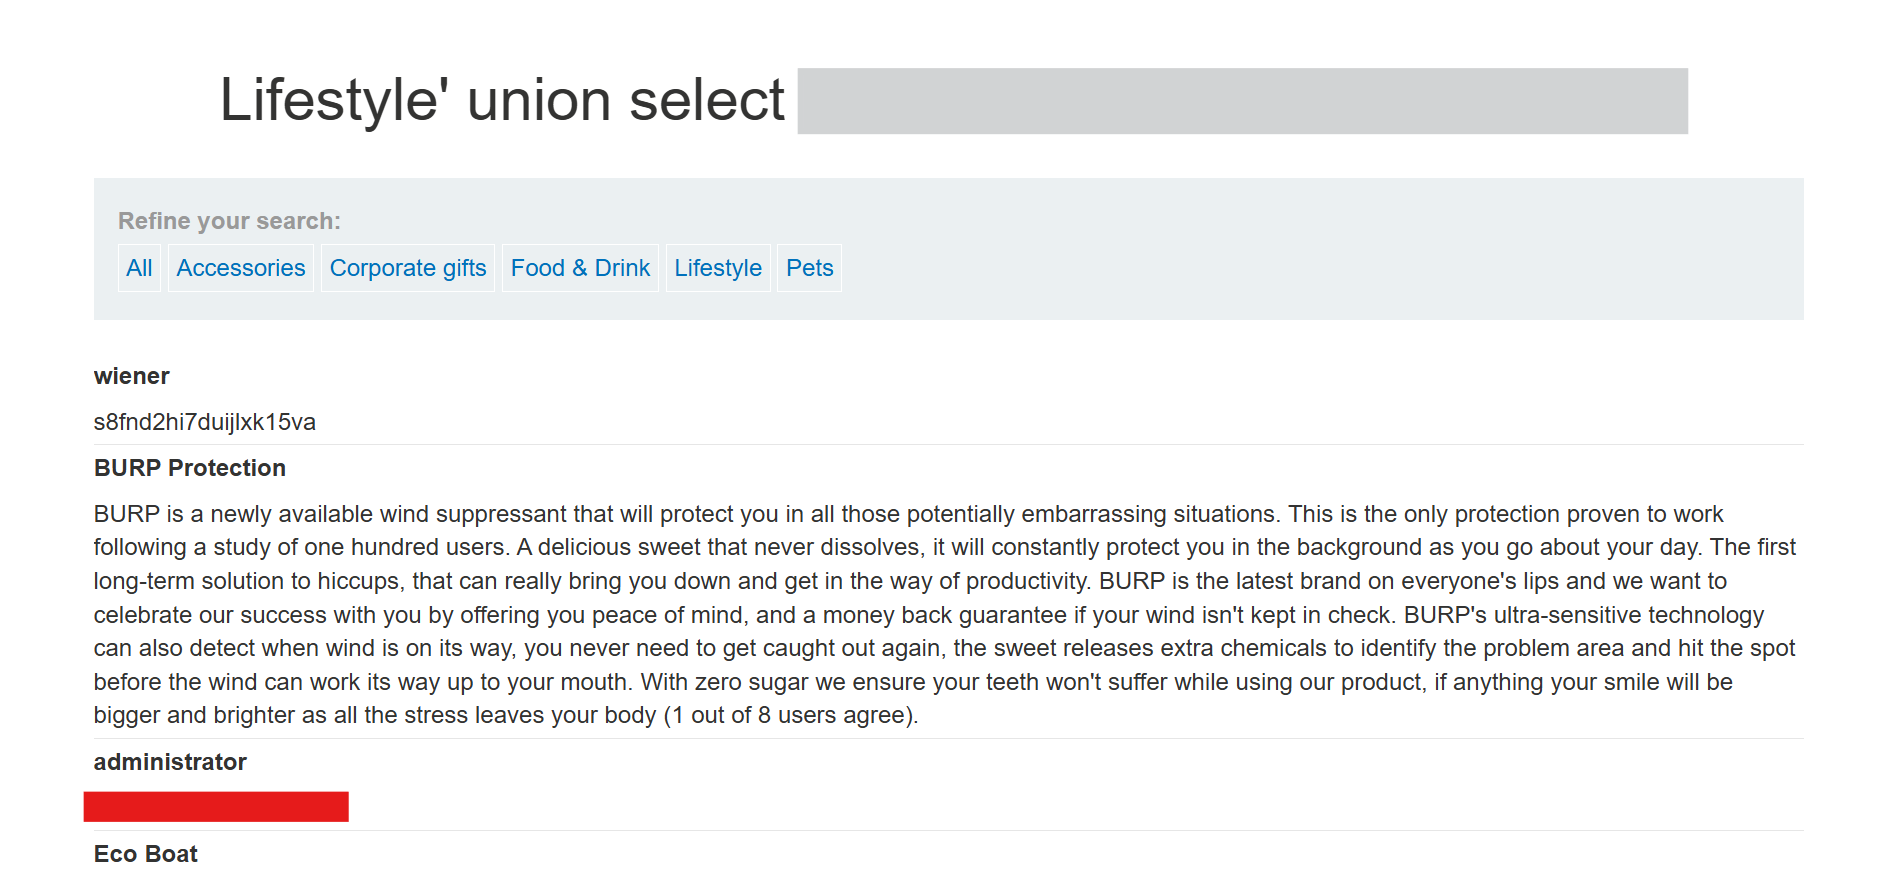 Lifestyle' union select
Refine your search:
All Accessories Corporate gifts Food & Drink Lifestyle Pets
wiener
s8fnd2hi7duijlxk15va
BURP Protection
BURP is a newly available wind suppressant that will protect you in all those potentially embarrassing situations. This is the only protection proven to work
following a study of one hundred users. A delicious sweet that never dissolves, it will constantly protect you in the background as you go about your day. The first
long-term solution to hiccups, that can really bring you down and get in the way of productivity. BURP is the latest brand on everyone's lips and we want to
celebrate our success with you by offering you peace of mind, and a money back guarantee if your wind isn't kept in check. BURP's ultra-sensitive technology
can also detect when wind is on its way, you never need to get caught out again, the sweet releases extra chemicals to identify the problem area and hit the spot
before the wind can work its way up to your mouth. With zero sugar we ensure your teeth won't suffer while using our product, if anything your smile will be
bigger and brighter as all the stress leaves your body (1 out of 8 users agree).
administrator
Eco Boat